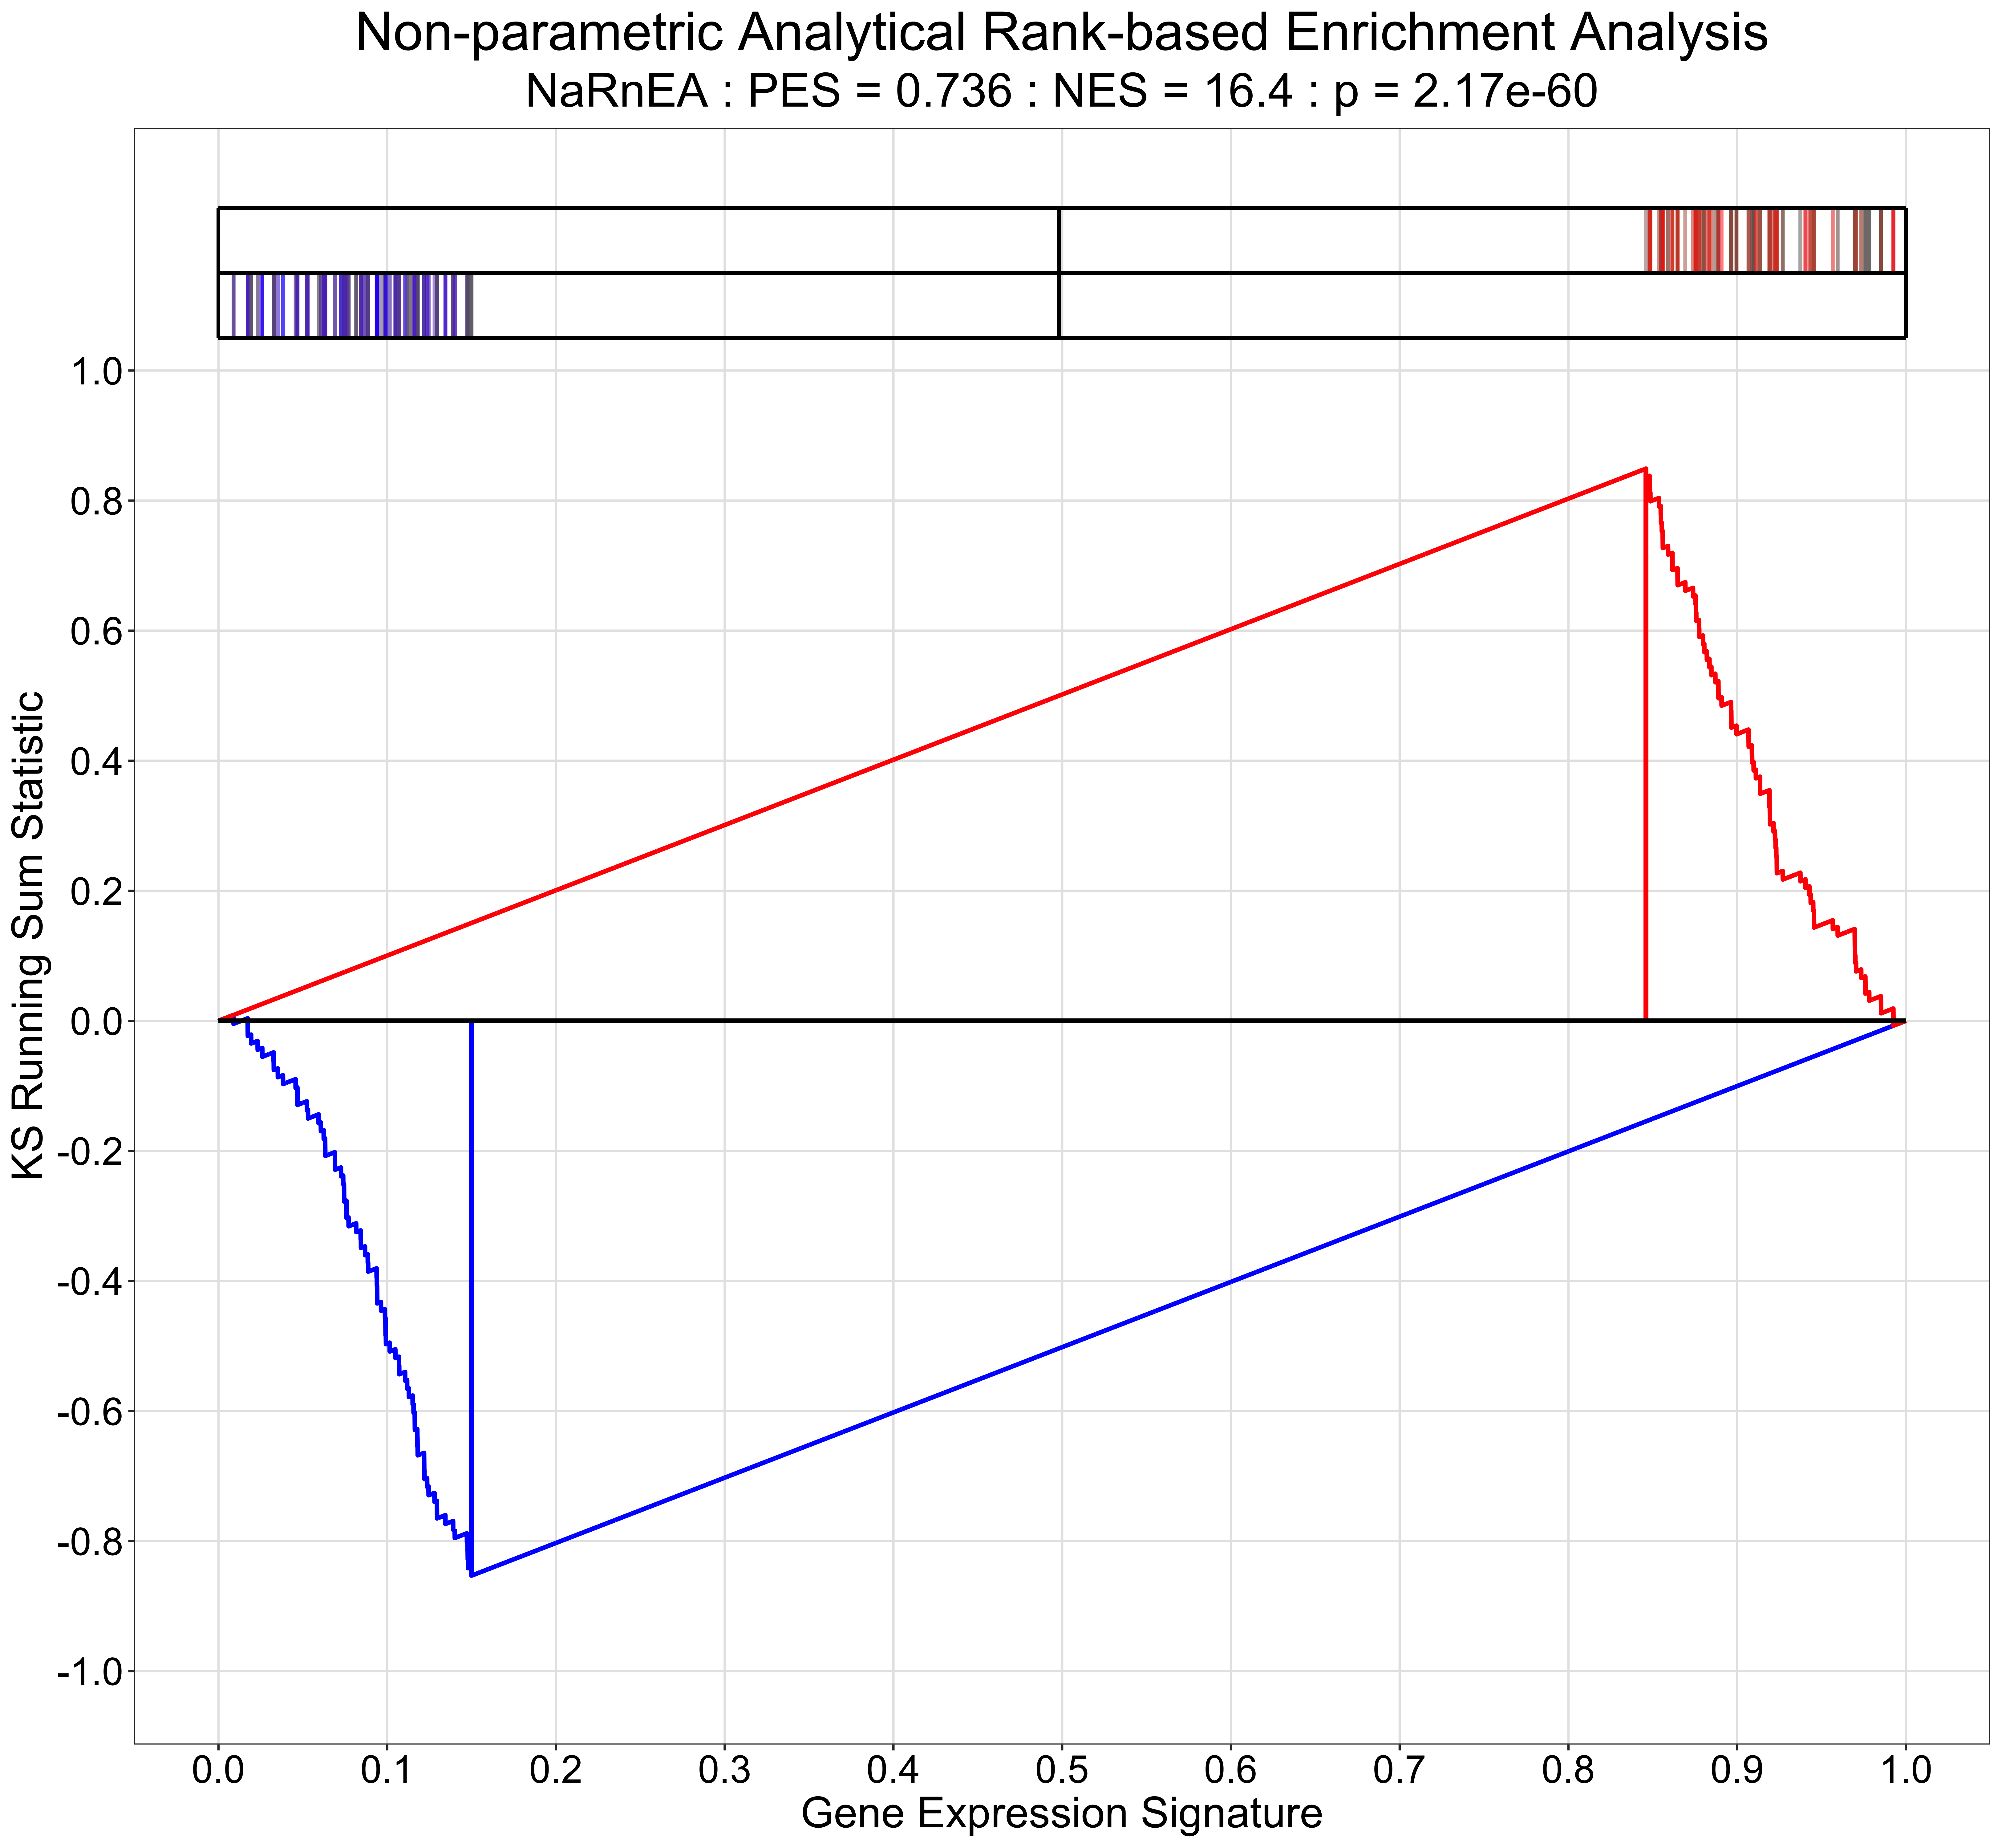 Non-parametric Analytical Rank-based Enrichment Analysis
NaRnEA : PES = 0.736 : NES = 16.4 : p = 2.17e-60
KS Running Sum Statistic
1.0
0.8
0.6
0.4
0.2
0.0
-0.2
-0.4
-0.6
-0.8
-1.0
0.0 0.1 0.2 0.3 0.4 0.5 0.6 0.7 0.8 0.9 1.0
Gene Expression Signature